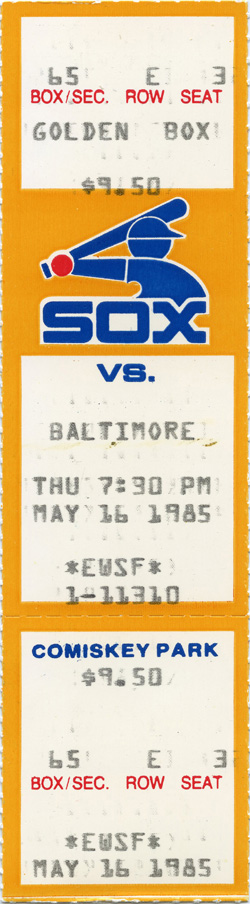 65 E 3
BOX/SEC. ROW SEAT
GOLDEN BOX
$9.50
SOX
VS.
BALTIMORE
THU 7:30 PM
MAY 16 1985
*EWSF*
1-11310
COMISKEY PARK
$9.50
65 E 3
BOX/SEC. ROW SEAT
*EWSF*
MAY 16 1985